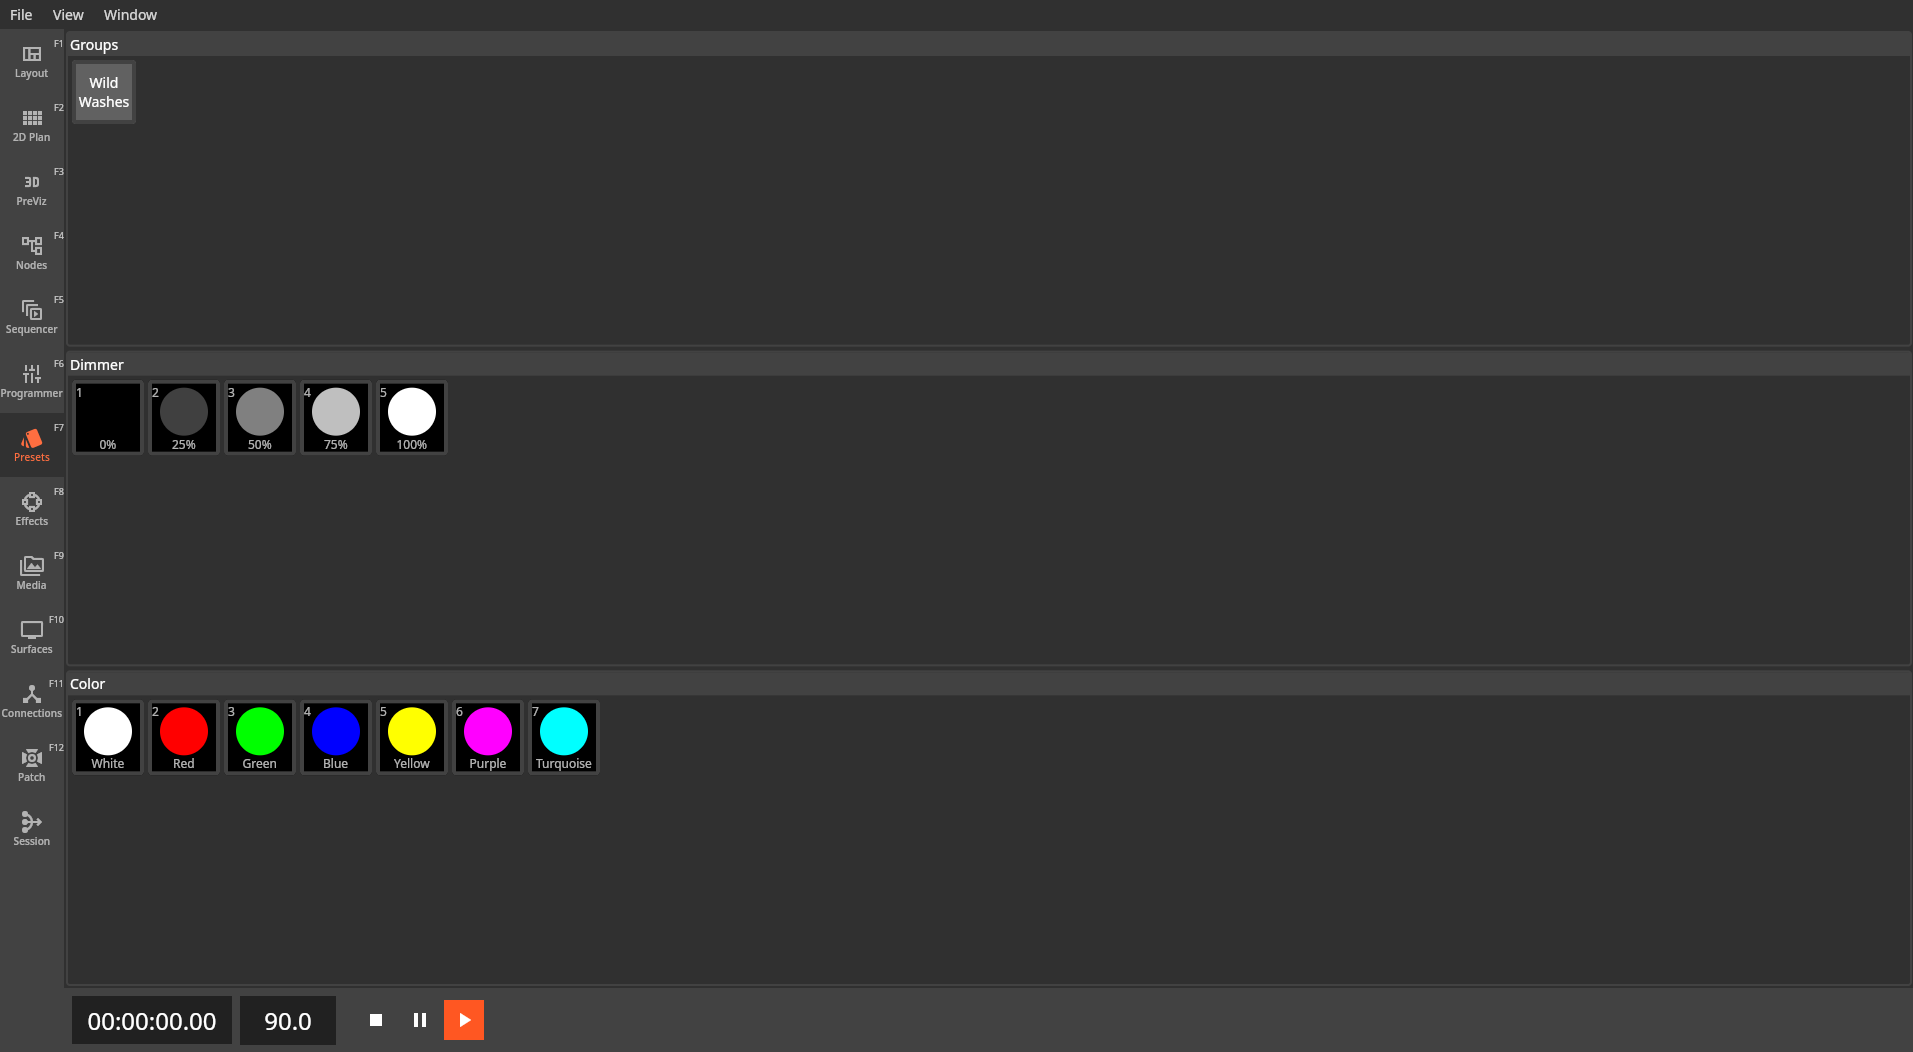 File View Window
F1
Layout
F2
2D Plan
F3
3D
PreViz
F4
Nodes
F5
Sequencer
F6
Programmer
F7
Presets
F8
Effects
F9
Media
F10
Surfaces
F11
Connections
F12
Patch
Session
Groups
Wild
Washes
Dimmer
1 2 3 4 5
0% 25% 50% 75% 100%
Color
1 2 3 4 5 6 7
White Red Green Blue Yellow Purple Turquoise
00:00:00.00 90.0